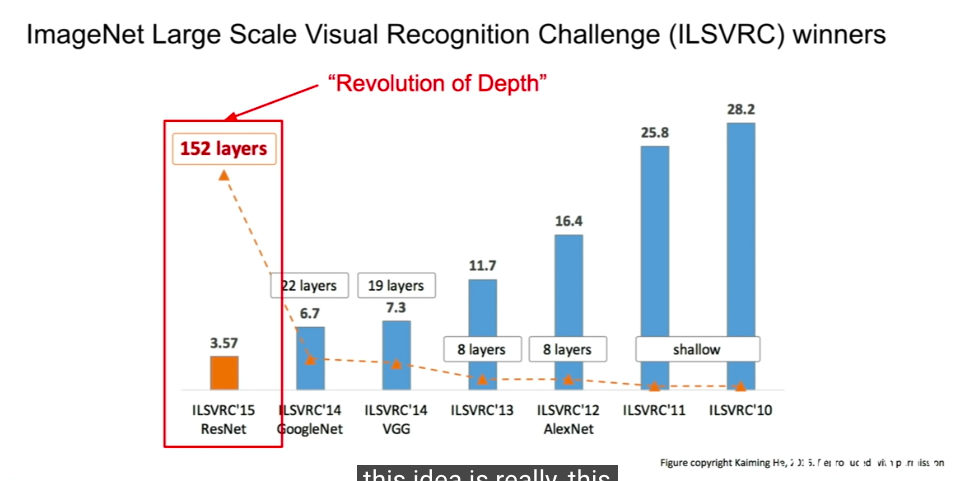 ImageNet Large Scale Visual Recognition Challenge (ILSVRC) winners
“Revolution of Depth”
152 layers
22 layers
19 layers
8 layers
8 layers
shallow
3.57
6.7
7.3
11.7
16.4
25.8
28.2
ILSVRC'15
ResNet
ILSVRC'14
GoogleNet
ILSVRC'14
VGG
ILSVRC'13
ILSVRC'12
AlexNet
ILSVRC'11
ILSVRC'10
Figure copyright Kaiming He,
this idea is really, this